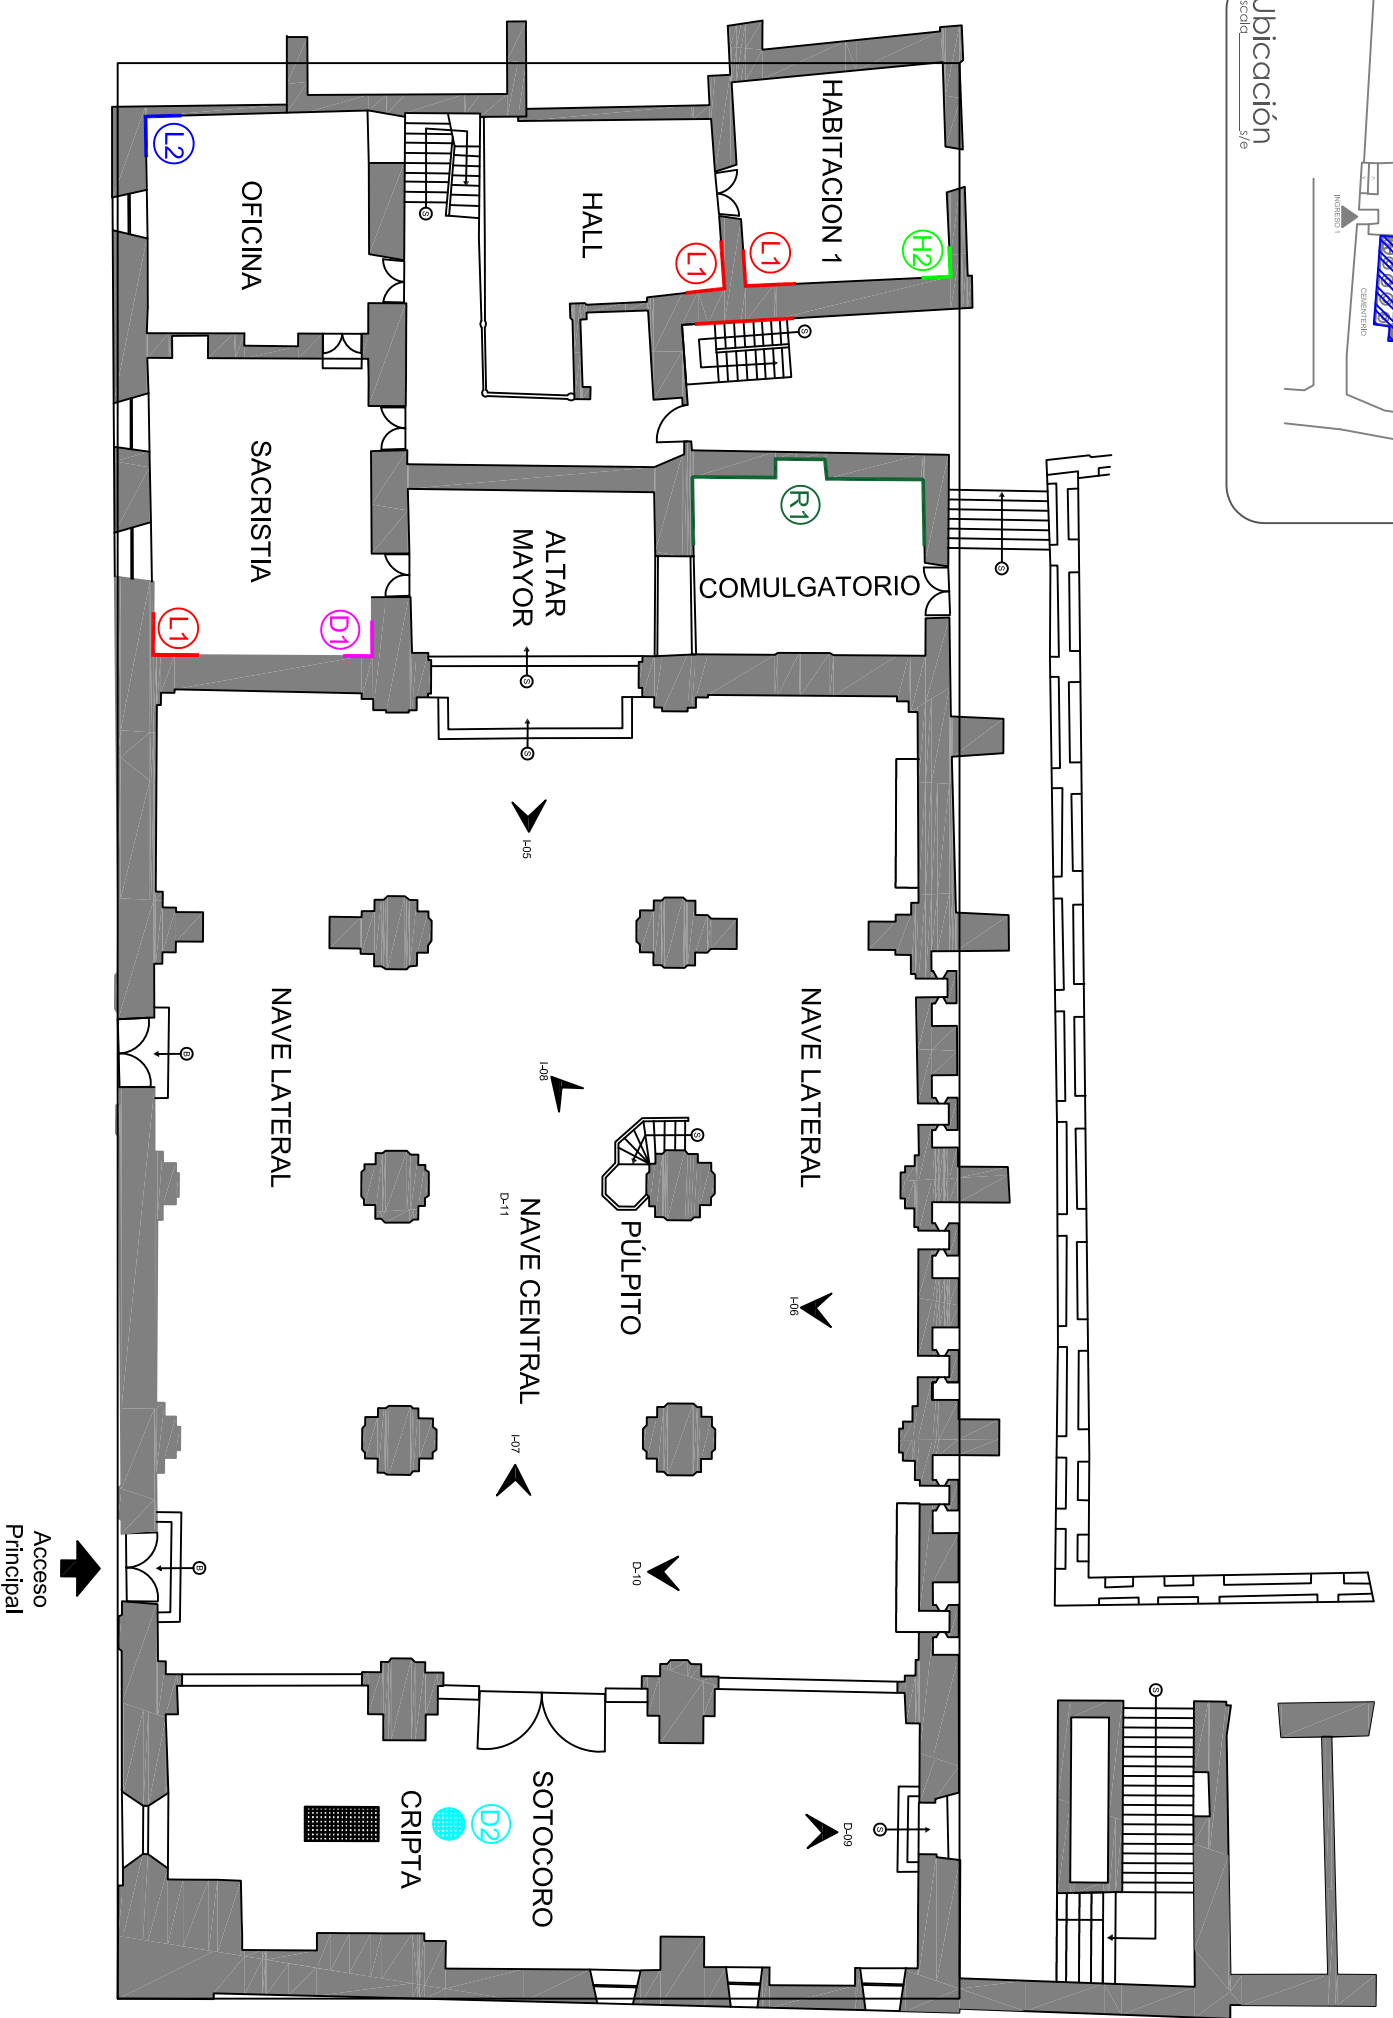 Ubicación
escala
s/e
INGRESO 1
CEMENTERIO
HABITACION 1
HALL
OFICINA
L2
H2
L1
L1
SACRISTIA
ALTAR
MAYOR
R1
COMULGATORIO
L1
D1
S
S
S
S
S
S
I-05
NAVE LATERAL
NAVE LATERAL
B
I-08
S
PÚLPITO
NAVE CENTRAL
D-11
I-06
I-07
D-10
B
Acceso
Principal
S
SOTOCORO
CRIPTA
D2
D-09
S